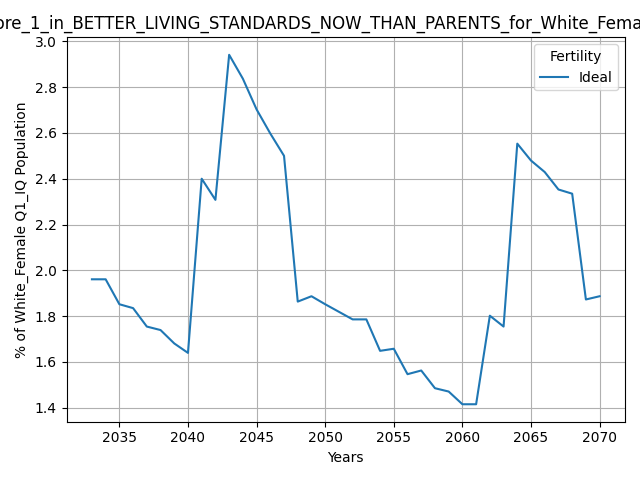 ore_1_in_BETTER_LIVING_STANDARDS_NOW_THAN_PARENTS_for_White_Fema
3.0
2.8
2.6
2.4
2.2
2.0
1.8
1.6
1.4
% of White_Female Q1_IQ Population
Fertility
Ideal
2035 2040 2045 2050 2055 2060 2065 2070
Years